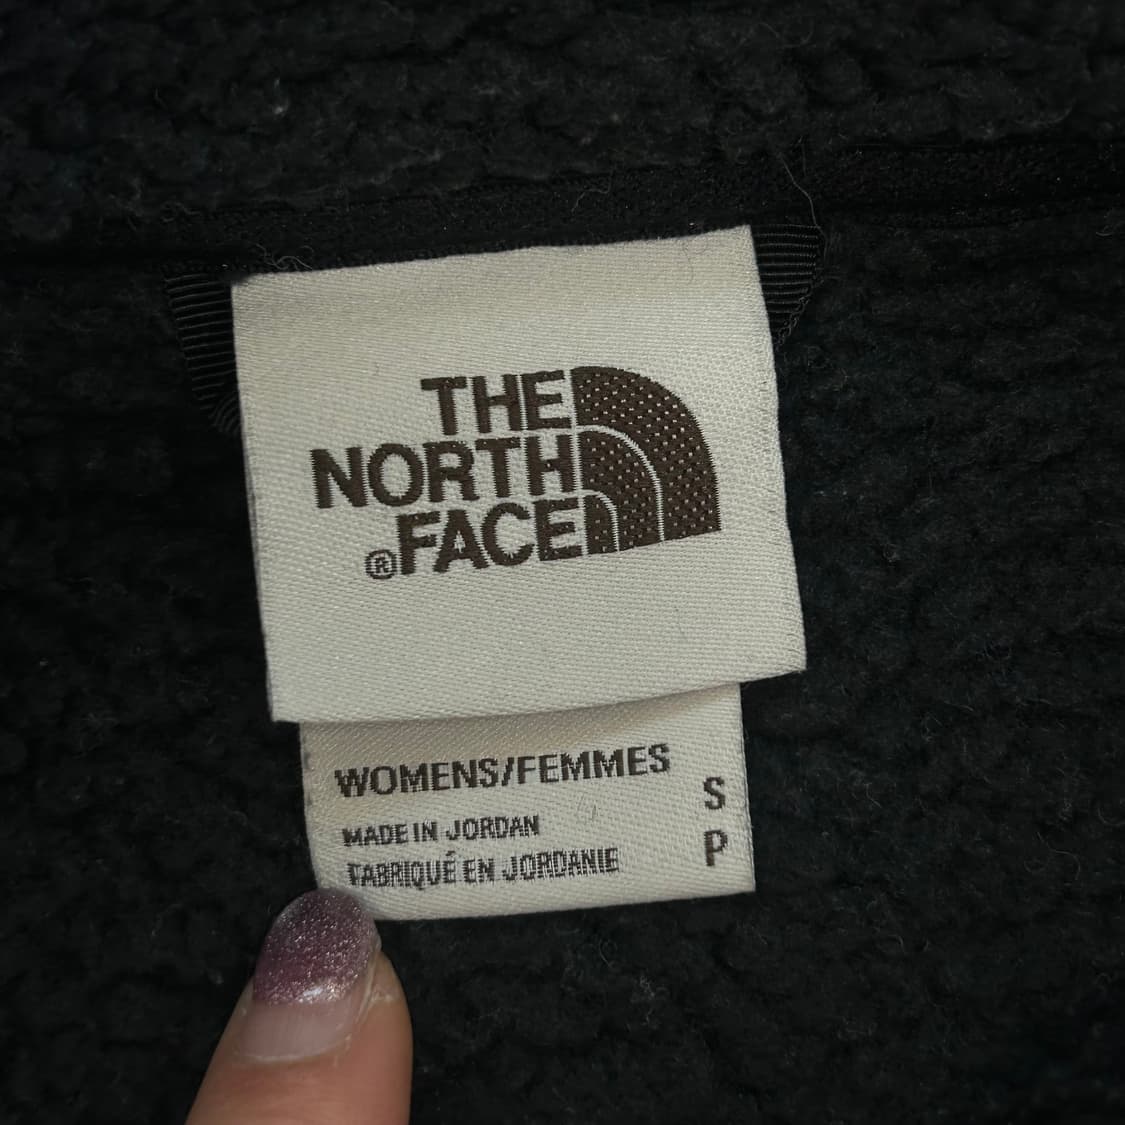 THE
NORTH
®FACE
WOMENS/FEMMES
S
MADE IN JORDAN
FABRIQUÉ EN JORDANIE
P